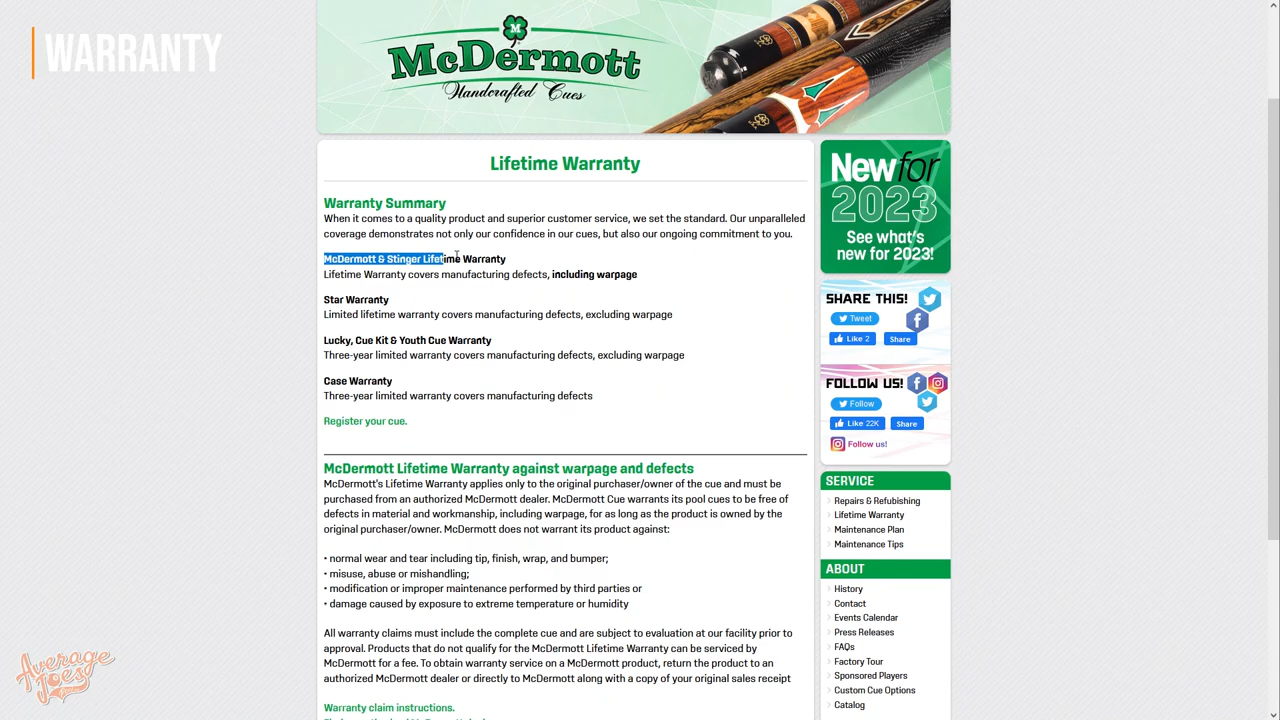 WARRANTY
M
McDermott
Handcrafted Cues
Lifetime Warranty
Warranty Summary
When it comes to a quality product and superior customer service, we set the standard. Our unparalleled
coverage demonstrates not only our confidence in our cues, but also our ongoing commitment to you.
McDermott & Stinger Lifetime Warranty
Lifetime Warranty covers manufacturing defects, including warpage
Star Warranty
Limited lifetime warranty covers manufacturing defects, excluding warpage
Lucky, Cue Kit & Youth Cue Warranty
Three-year limited warranty covers manufacturing defects, excluding warpage
Case Warranty
Three-year limited warranty covers manufacturing defects
Register your cue.
McDermott Lifetime Warranty against warpage and defects
McDermott's Lifetime Warranty applies only to the original purchaser/owner of the cue and must be
purchased from an authorized McDermott dealer. McDermott Cue warrants its pool cues to be free of
defects in material and workmanship, including warpage, for as long as the product is owned by the
original purchaser/owner. McDermott does not warrant its product against:
• normal wear and tear including tip, finish, wrap, and bumper;
• misuse, abuse or mishandling;
• modification or improper maintenance performed by third parties or
• damage caused by exposure to extreme temperature or humidity
All warranty claims must include the complete cue and are subject to evaluation at our facility prior to
approval. Products that do not qualify for the McDermott Lifetime Warranty can be serviced by
McDermott for a fee. To obtain warranty service on a McDermott product, return the product to an
authorized McDermott dealer or directly to McDermott along with a copy of your original sales receipt
Warranty claim instructions.
New for
2023
See what's
new for 2023!
SHARE THIS!
Tweet
Like 2
Share
FOLLOW US!
Follow
Like 22K
Share
Follow us!
SERVICE
Repairs & Refubishing
Lifetime Warranty
Maintenance Plan
Maintenance Tips
ABOUT
History
Contact
Events Calendar
Press Releases
FAQs
Factory Tour
Sponsored Players
Custom Cue Options
Catalog
Average
Joe's